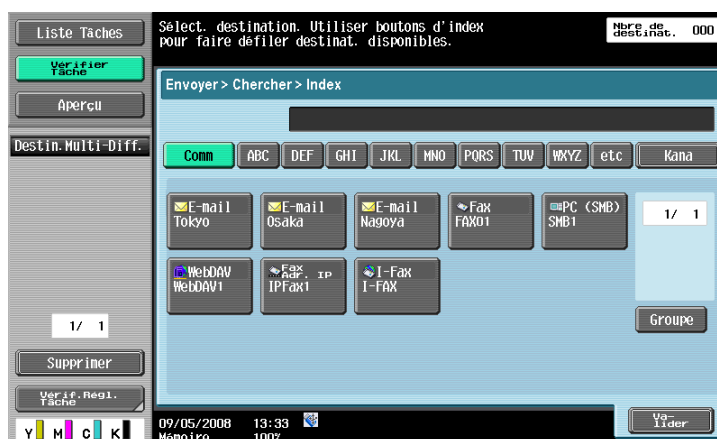 Liste Tâches
Vérifier
Tâche
Aperçu
Destin.Multi-Diff.
1/ 1
Supprimer
Vérif.Régl.
Tâche
Y M C K
Sélect. destination. Utiliser boutons d'index
pour faire défiler destinat. disponibles.
Nbre de
destinat. 000
Envoyer > Chercher > Index
Comm ABC DEF GHI JKL MNO PQRS TUV WXYZ etc Kana
E-mail
Tokyo
E-mail
Osaka
E-mail
Nagoya
Fax
FAX01
PC (SMB)
SMB1
1/ 1
WebDAV
WebDAV1
Fax
Adr. IP
IPFax1
I-Fax
I-FAX
Groupe
09/05/2008 13:33
Mémoire 100%
Va-
lider